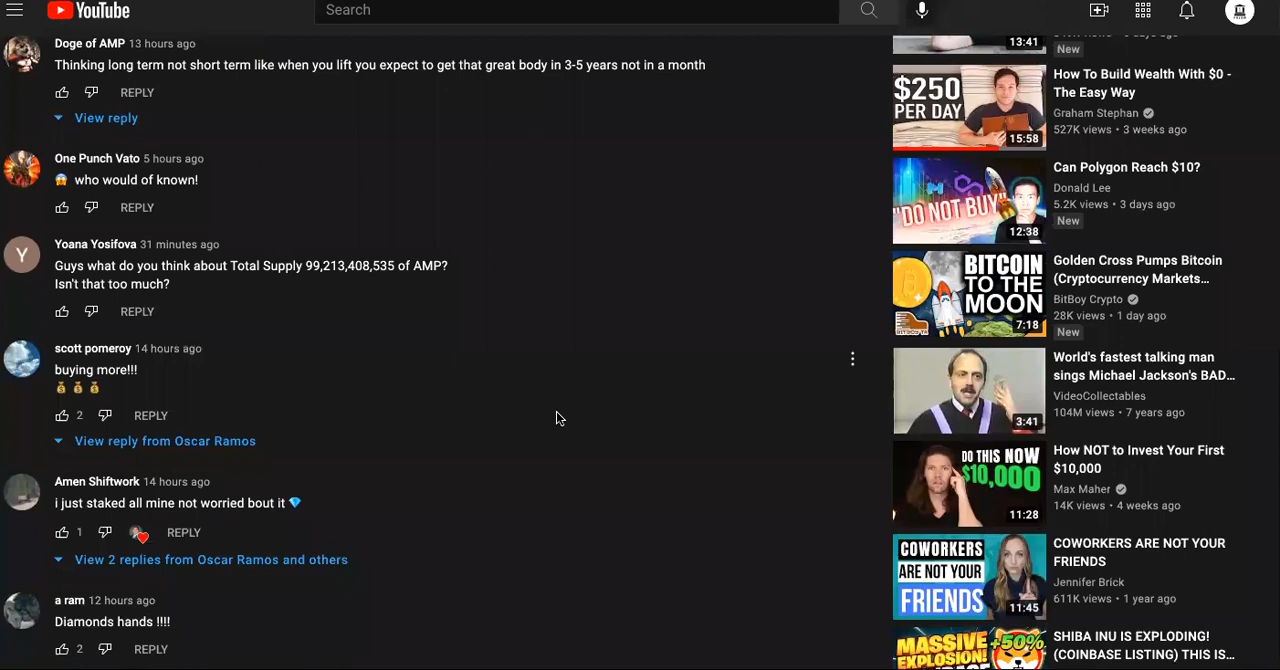 YouTube
Search
Doge of AMP 13 hours ago
Thinking long term not short term like when you lift you expect to get that great body in 3-5 years not in a month
REPLY
View reply
One Punch Vato 5 hours ago
😱 who would of known!
REPLY
Y
Yoana Yosifova 31 minutes ago
Guys what do you think about Total Supply 99,213,408,535 of AMP?
Isn't that too much?
REPLY
scott pomeroy 14 hours ago
buying more!!!
💰 💰 💰
2 REPLY
View reply from Oscar Ramos
Amen Shiftwork 14 hours ago
i just staked all mine not worried bout it 💎
1 REPLY
View 2 replies from Oscar Ramos and others
a ram 12 hours ago
Diamonds hands !!!!
2 REPLY
13:41
New
$250
PER DAY
15:58
How To Build Wealth With $0 -
The Easy Way
Graham Stephan
527K views • 3 weeks ago
"DO NOT BUY"
12:38
Can Polygon Reach $10?
Donald Lee
5.2K views • 3 days ago
New
BITCOIN
TO THE
MOON
7:18
Golden Cross Pumps Bitcoin
(Cryptocurrency Markets...
BitBoy Crypto
28K views • 1 day ago
New
3:41
World's fastest talking man
sings Michael Jackson's BAD...
VideoCollectables
104M views • 7 years ago
DO THIS NOW
$10,000
11:28
How NOT to Invest Your First
$10,000
Max Maher
14K views • 4 weeks ago
COWORKERS
ARE NOT YOUR
FRIENDS
11:45
COWORKERS ARE NOT YOUR
FRIENDS
Jennifer Brick
611K views • 1 year ago
MASSIVE
EXPLOSION!
+50%
SHIBA INU IS EXPLODING!
(COINBASE LISTING) THIS IS...